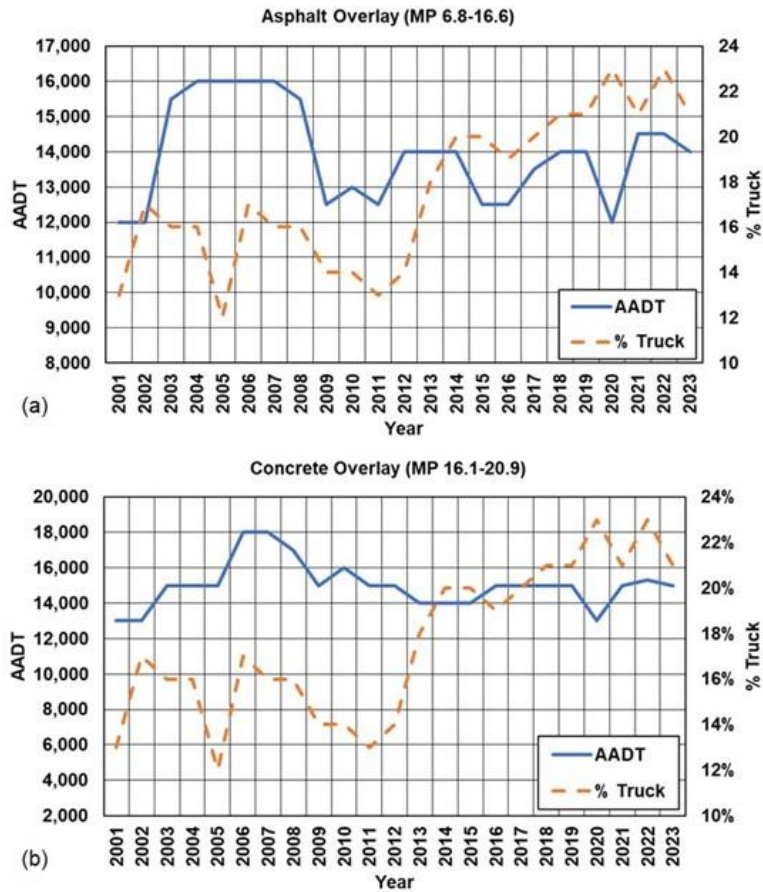 Asphalt Overlay (MP 6.8-16.6)
17,000
16,000
15,000
14,000
13,000
12,000
11,000
10,000
9,000
8,000
AADT
24
22
20
18
16
14
12
10
% Truck
AADT
% Truck
2001 2002 2003 2004 2005 2006 2007 2008 2009 2010 2011 2012 2013 2014 2015 2016 2017 2018 2019 2020 2021 2022 2023
(a)
Year
Concrete Overlay (MP 16.1-20.9)
20,000
18,000
16,000
14,000
12,000
10,000
8,000
6,000
4,000
2,000
AADT
24%
22%
20%
18%
16%
14%
12%
10%
% Truck
AADT
% Truck
2001 2002 2003 2004 2005 2006 2007 2008 2009 2010 2011 2012 2013 2014 2015 2016 2017 2018 2019 2020 2021 2022 2023
(b)
Year